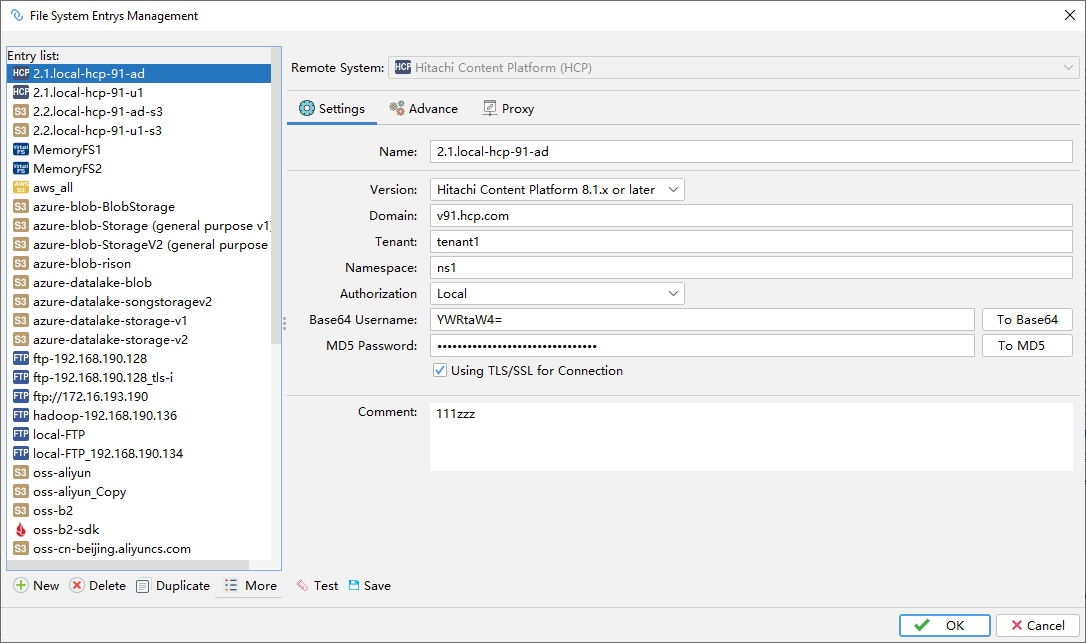 File System Entrys Management
Entry list:
HCP 2.1.local-hcp-91-ad
HCP 2.1.local-hcp-91-u1
S3 2.2.local-hcp-91-ad-s3
S3 2.2.local-hcp-91-u1-s3
Virtual FS MemoryFS1
Virtual FS MemoryFS2
AWS S3 aws_all
S3 azure-blob-BlobStorage
S3 azure-blob-Storage (general purpose v1)
S3 azure-blob-StorageV2 (general purpose
S3 azure-blob-rison
S3 azure-datalake-blob
S3 azure-datalake-songstoragev2
S3 azure-datalake-storage-v1
S3 azure-datalake-storage-v2
FTP ftp-192.168.190.128
FTP ftp-192.168.190.128_tls-i
FTP ftp://172.16.193.190
FTP hadoop-192.168.190.136
FTP local-FTP
FTP local-FTP_192.168.190.134
S3 oss-aliyun
S3 oss-aliyun_Copy
S3 oss-b2
oss-b2-sdk
S3 oss-cn-beijing.aliyuncs.com
New Delete Duplicate More
Remote System: HCP Hitachi Content Platform (HCP)
Settings Advance Proxy
Name: 2.1.local-hcp-91-ad
Version: Hitachi Content Platform 8.1.x or later
Domain: v91.hcp.com
Tenant: tenant1
Namespace: ns1
Authorization Local
Base64 Username: YWRtaW4= To Base64
MD5 Password: •••••••••••••••••••••••••••••••• To MD5
Using TLS/SSL for Connection
Comment: 111zzz
Test Save
OK Cancel